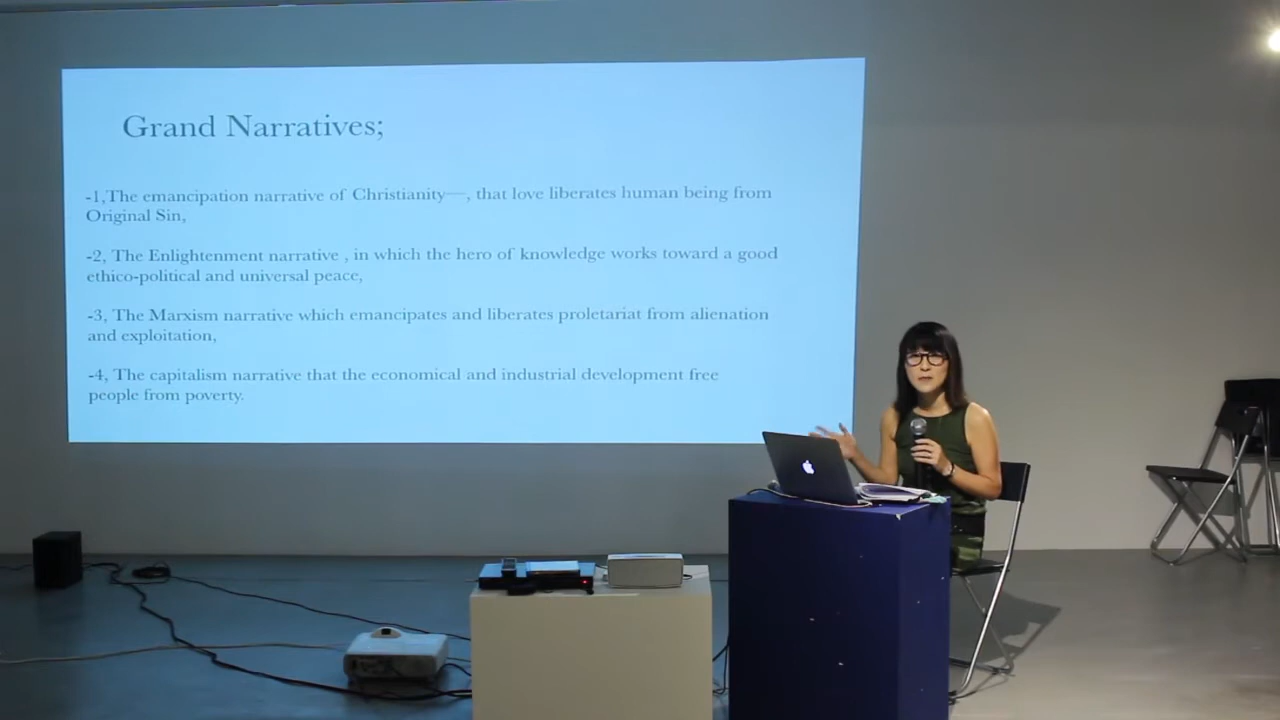 Grand Narratives;
-1,The emancipation narrative of Christianity—, that love liberates human being from
Original Sin,
-2, The Enlightenment narrative , in which the hero of knowledge works toward a good
ethico-political and universal peace,
-3, The Marxism narrative which emancipates and liberates proletariat from alienation
and exploitation,
-4, The capitalism narrative that the economical and industrial development free
people from poverty.